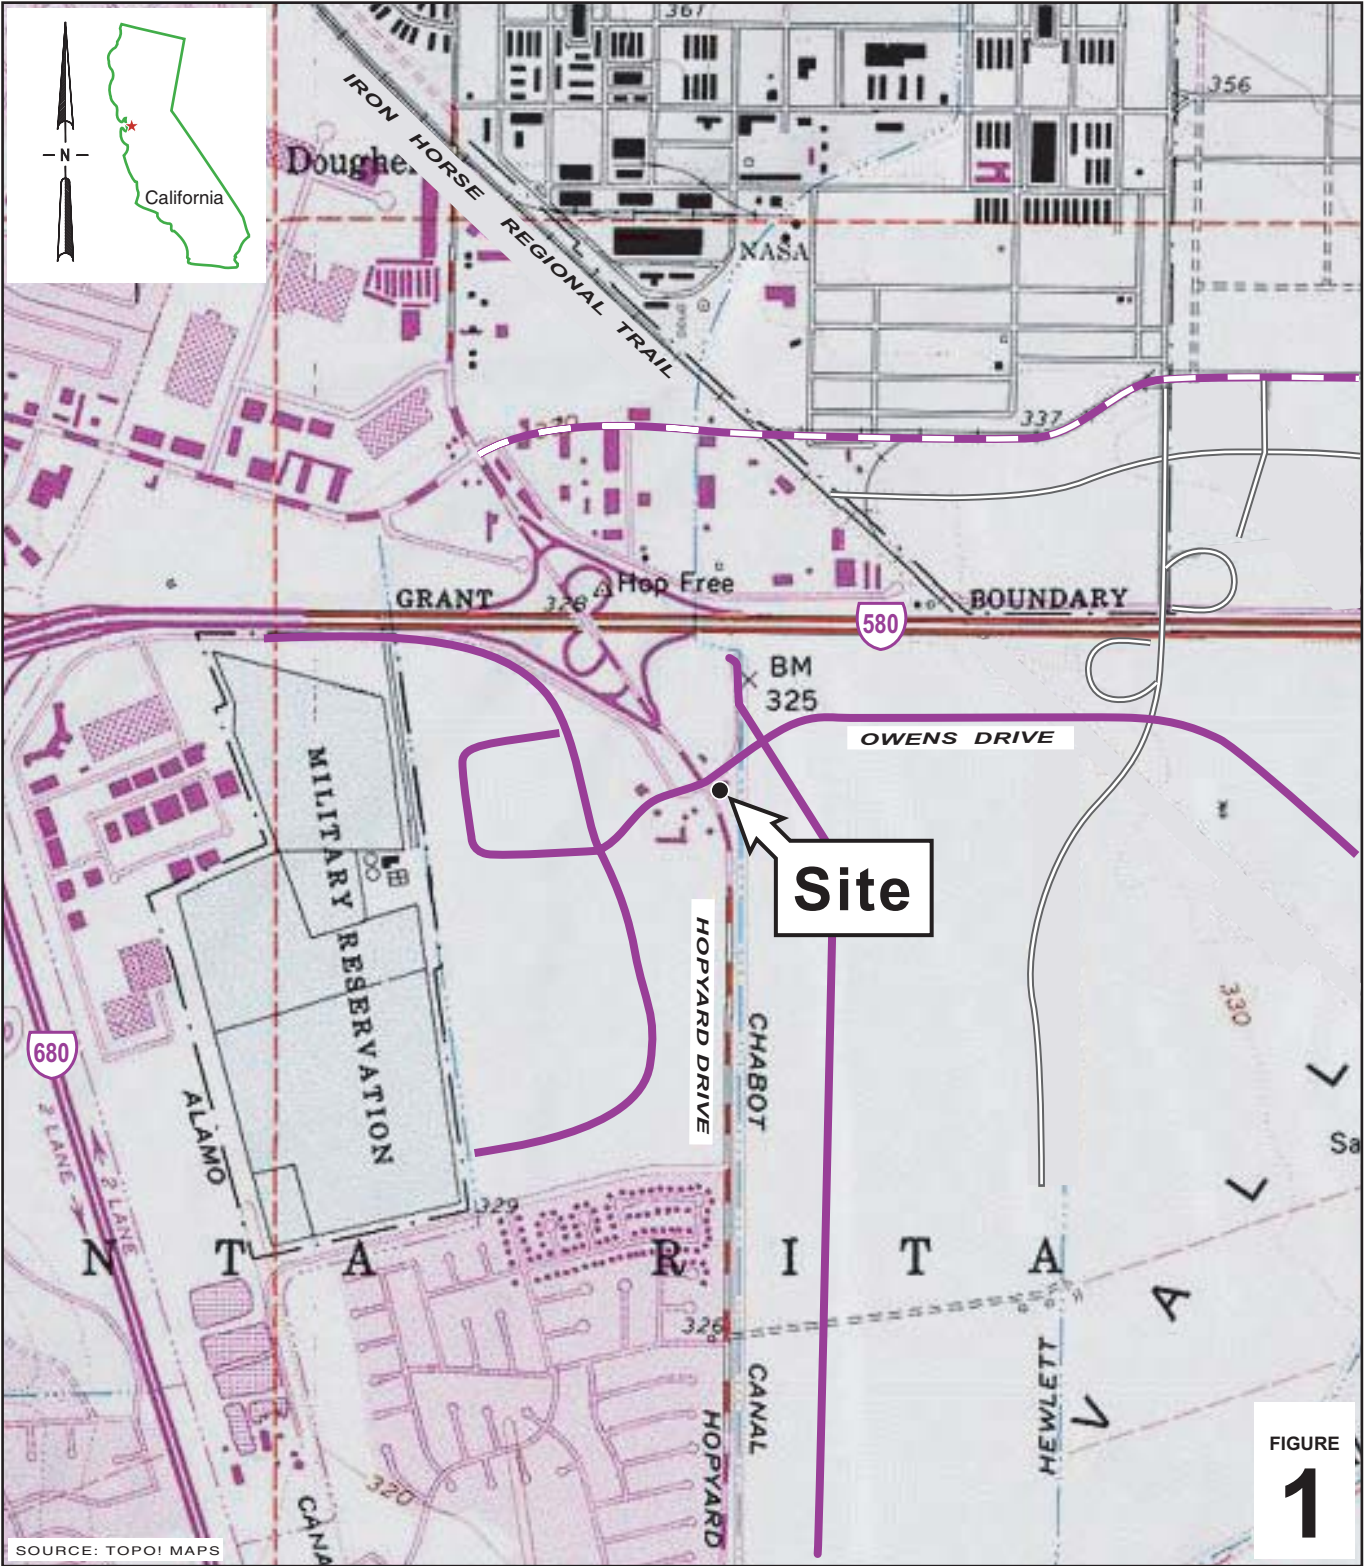 367
356
N
California
IRON HORSE REGIONAL TRAIL
Doughe
NASA
337
Hop Free
GRANT
328
BOUNDARY
580
BM
325
OWENS DRIVE
MILITARY RESERVATION
Site
HOPYARD DRIVE
CHABOT
330
680
ALAMO
2 LANE
2 LANE
L
Sa
L
329
N T A R I T A
A
326
V
CANAL
HEWLETT
HOPYARD
320
CANA
FIGURE
1
SOURCE: TOPO! MAPS